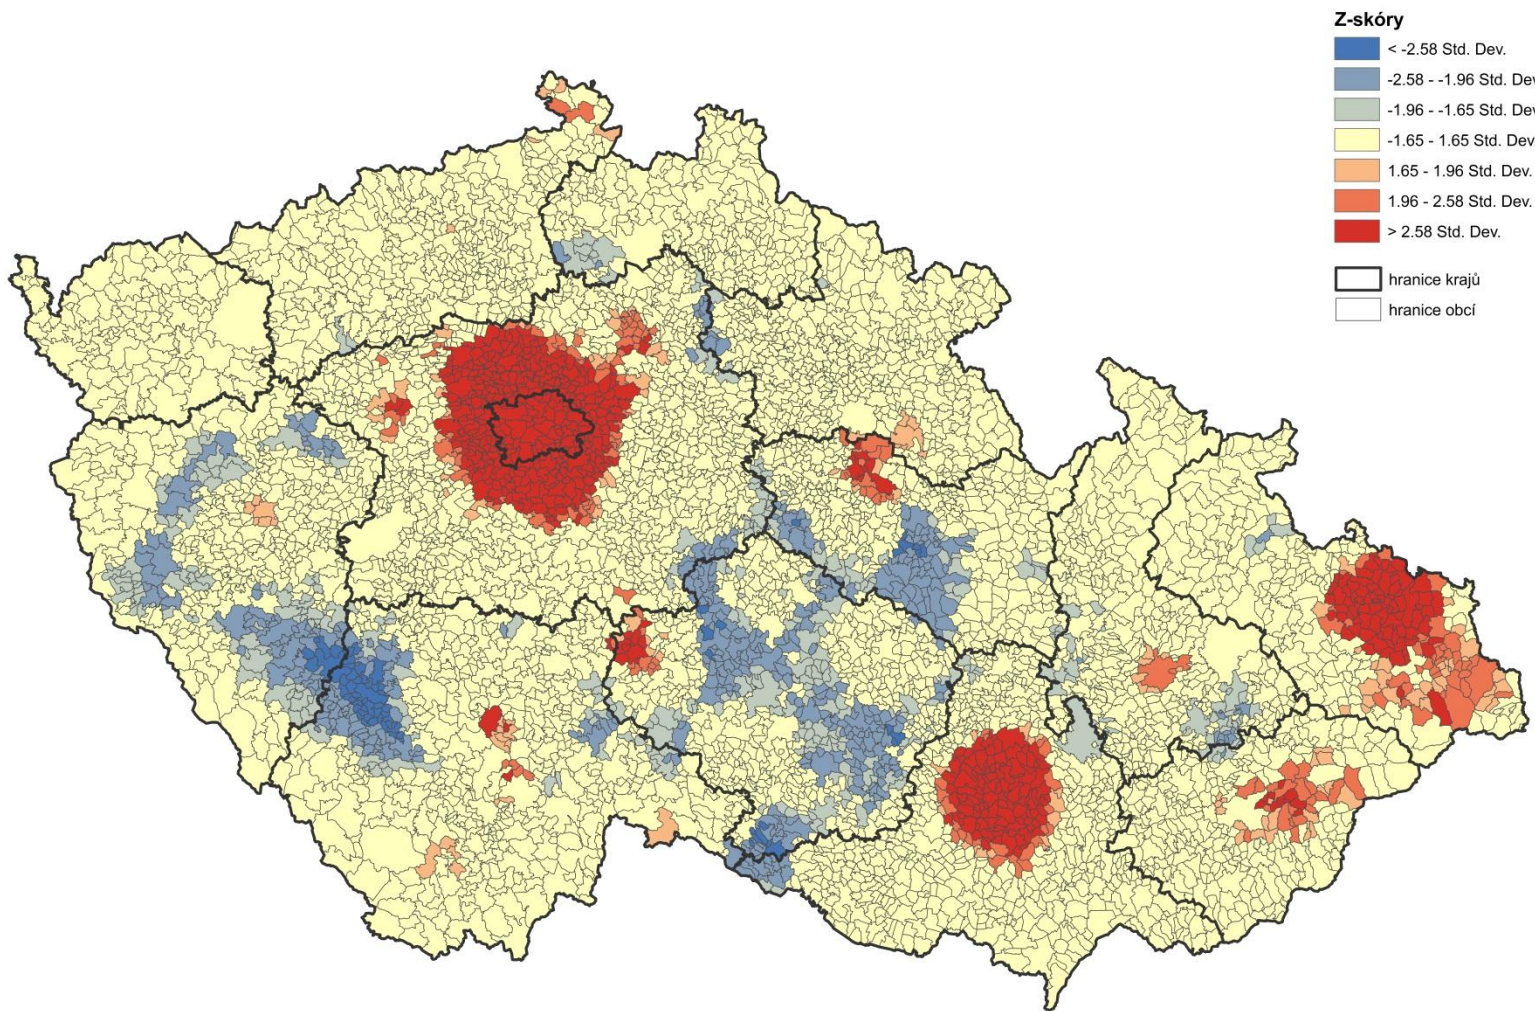 Z-skóry
< -2.58 Std. Dev.
-2.58 - -1.96 Std. Dev
-1.96 - -1.65 Std. Dev
-1.65 - 1.65 Std. Dev.
1.65 - 1.96 Std. Dev.
1.96 - 2.58 Std. Dev.
> 2.58 Std. Dev.
hranice krajů
hranice obcí